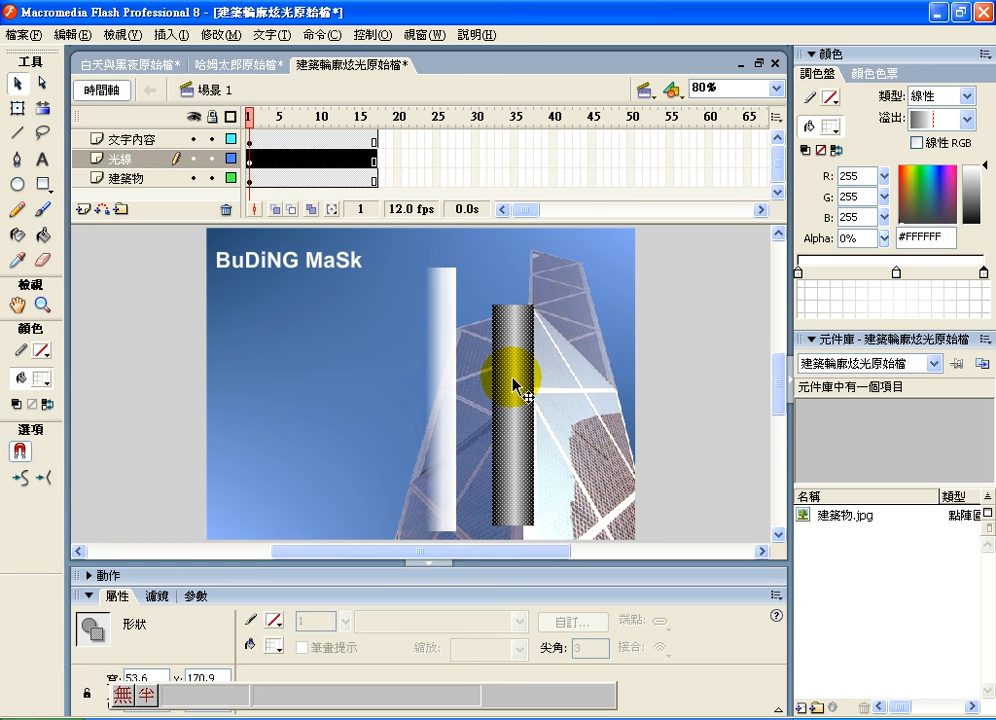 Macromedia Flash Professional 8 - [建築輪廓炫光原始檔*]
檔案(F) 編輯(E) 檢視(V) 插入(I) 修改(M) 文字(T) 命令(C) 控制(O) 視窗(W) 說明(H)
工具
檢視
顏色
選項
白天與黑夜原始檔* 哈姆太郎原始檔* 建築輪廓炫光原始檔*
時間軸 場景 1 80%
1 5 10 15 20 25 30 35 40 45 50 55 60 65
文字內容
光線
建築物
1 12.0 fps 0.0s
BuDiNG MaSk
動作
屬性 濾鏡 參數
形狀
1 自訂... 端點:
筆畫提示 縮放: 尖角: 3 接合:
寬: 53.6 Y: 170.9
無 半
顏色
調色盤 顏色色票
類型: 線性
溢出:
線性 RGB
R: 255
G: 255
B: 255
Alpha: 0% #FFFFFF
元件庫 - 建築輪廓炫光原始檔
建築輪廓炫光原始檔
元件庫中有一個項目
名稱 類型
建築物.jpg 點陣圖